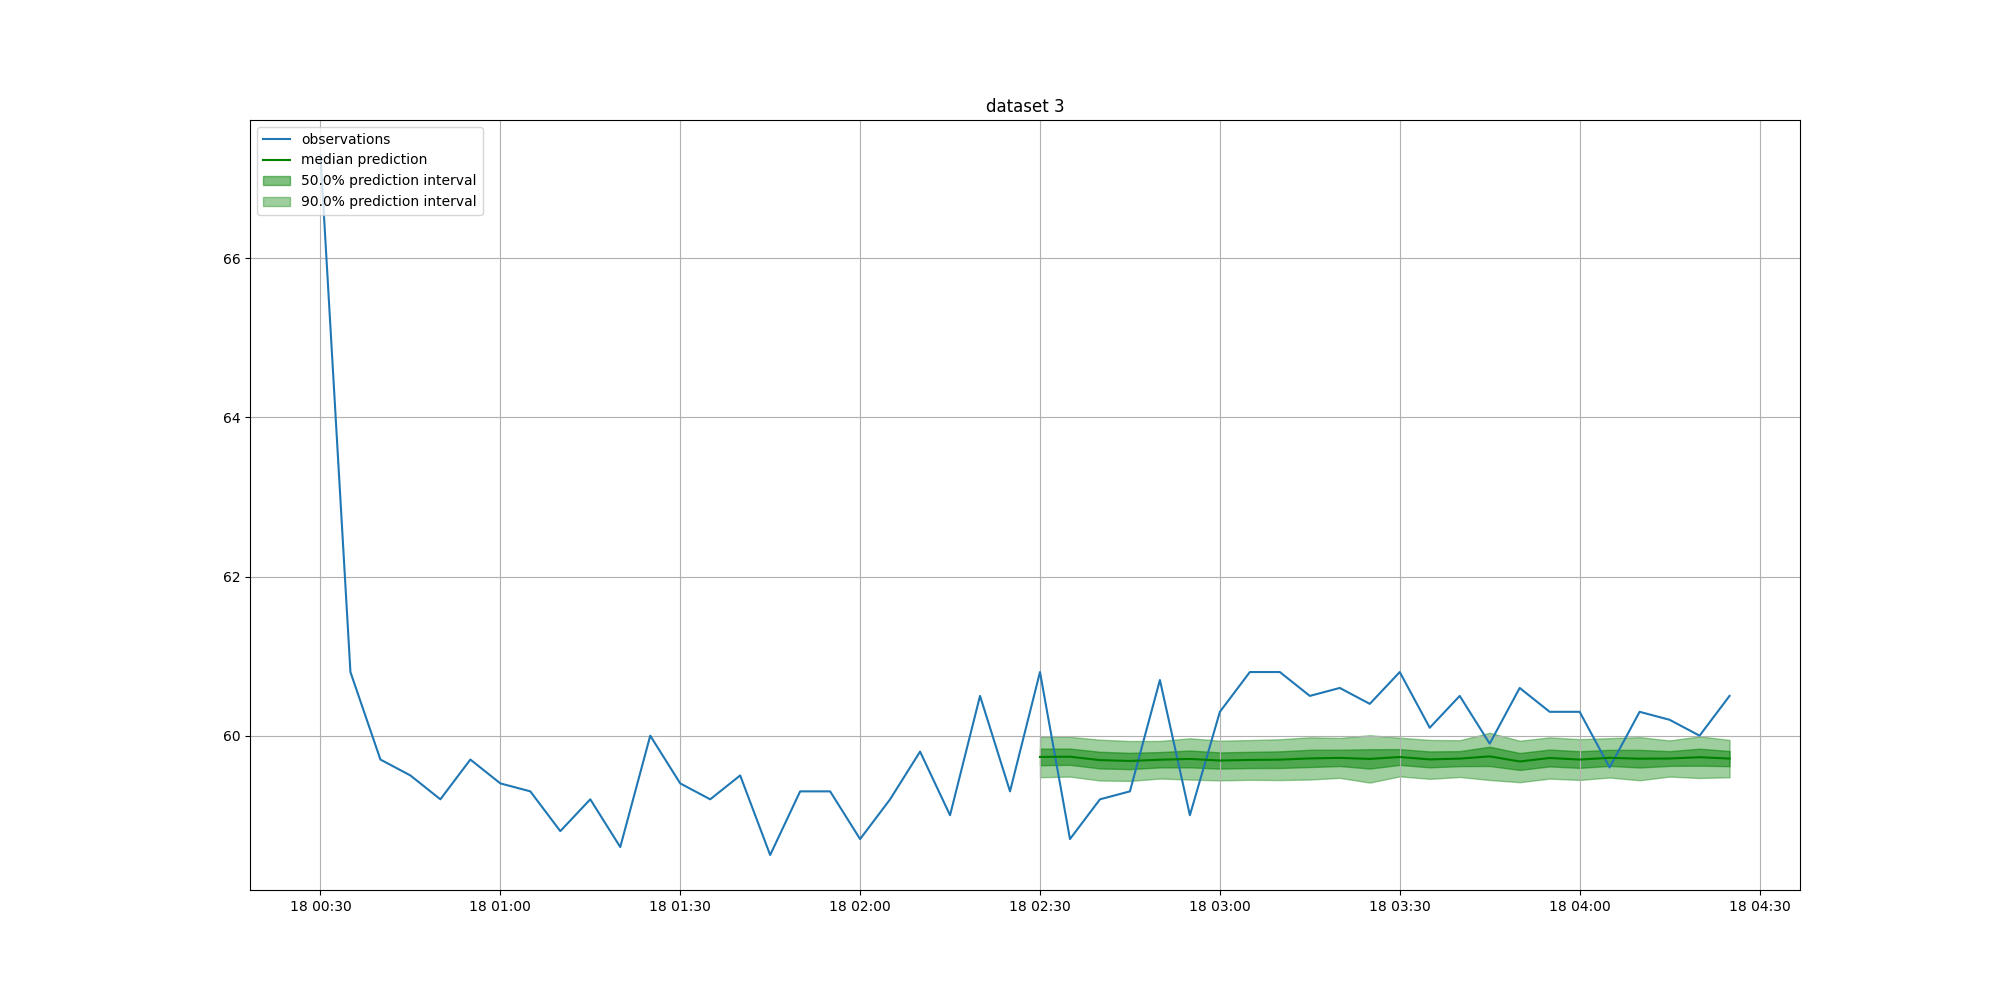 dataset 3
observations
median prediction
50.0% prediction interval
90.0% prediction interval
66
64
62
60
18 00:30 18 01:00 18 01:30 18 02:00 18 02:30 18 03:00 18 03:30 18 04:00 18 04:30